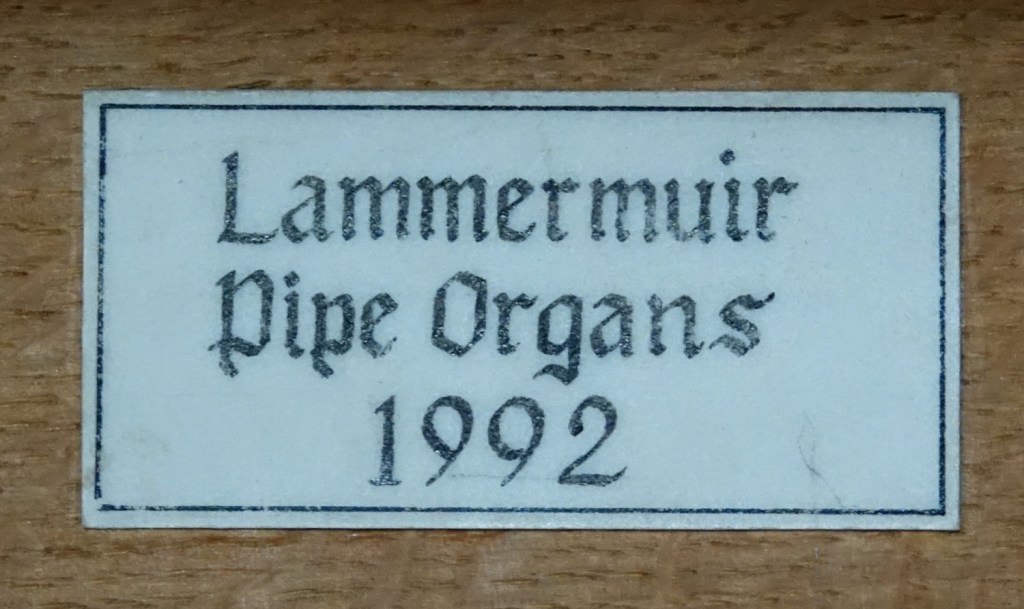 Lammermuir
Pipe Organs
1992